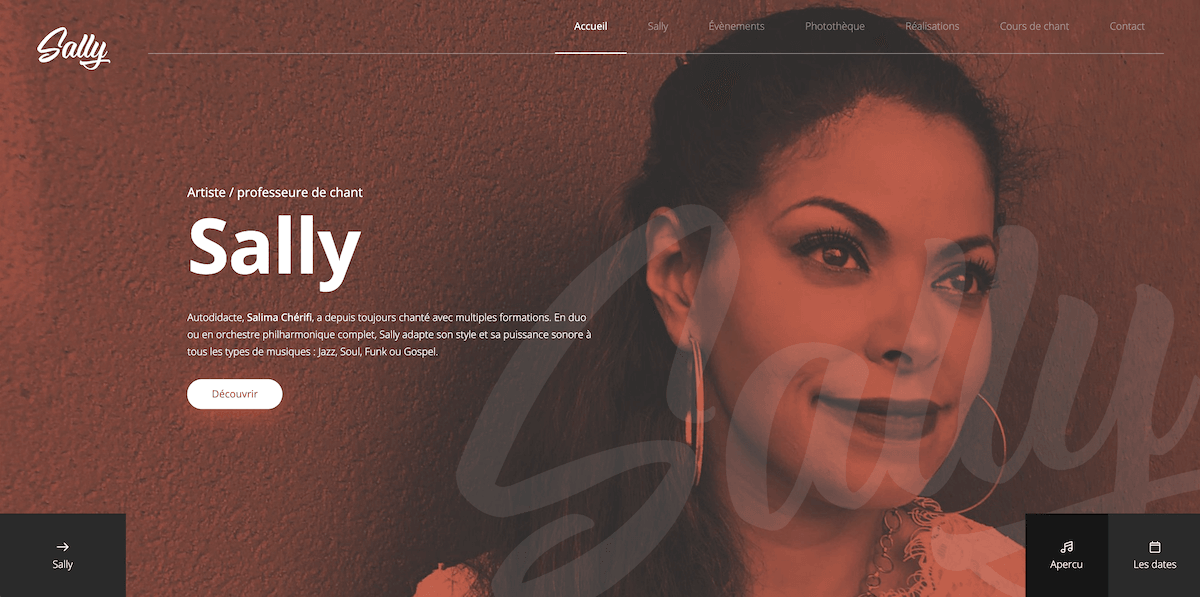 Sally
Accueil
Sally
Évènements
Photothèque
Réalisations
Cours de chant
Contact
Artiste / professeure de chant
Sally
Autodidacte, Salima Chérifi, a depuis toujours chanté avec multiples formations. En duo
ou en orchestre philharmonique complet, Sally adapte son style et sa puissance sonore à
tous les types de musiques : Jazz, Soul, Funk ou Gospel.
Découvrir
Sally
Sally
Apercu
Les dates